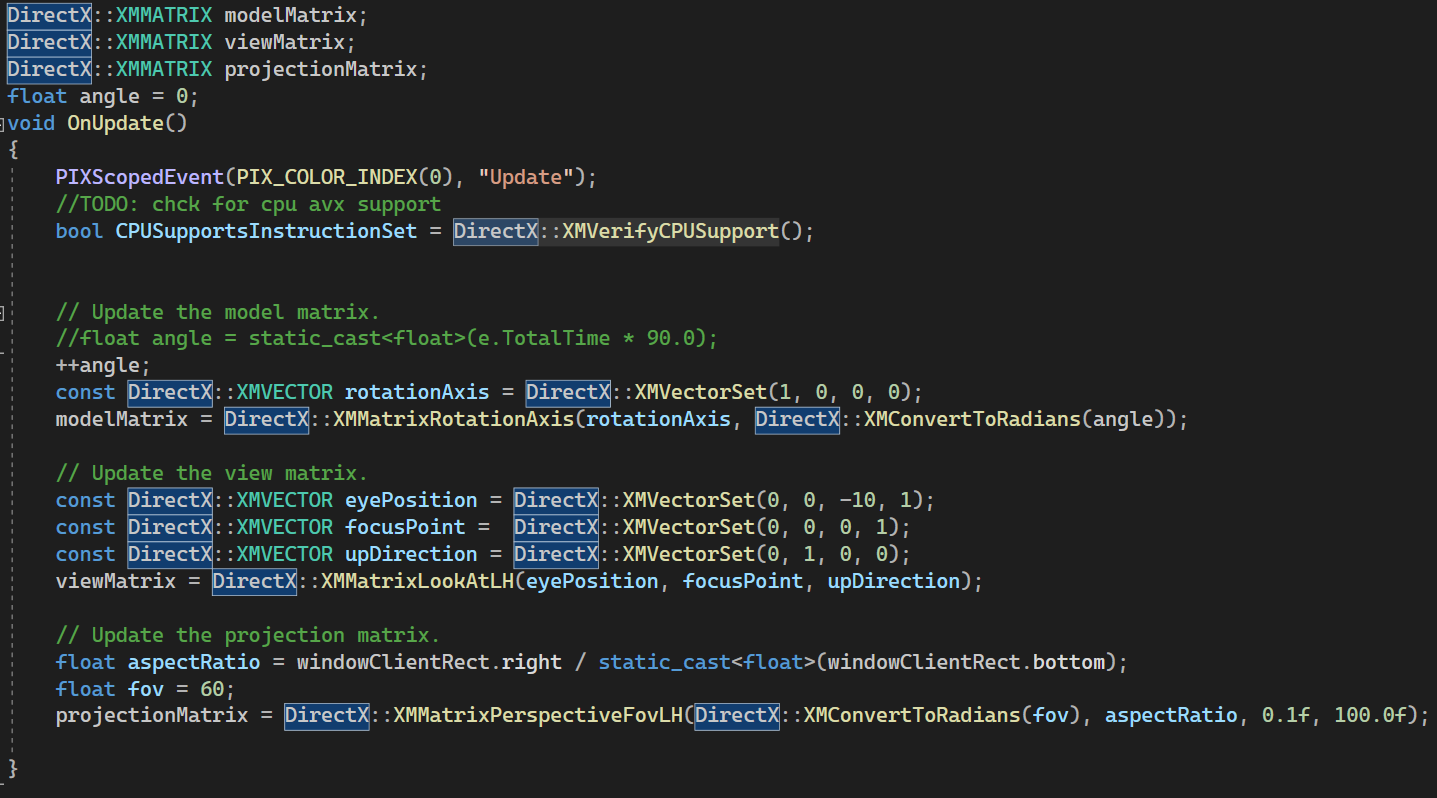 DirectX::XMMATRIX modelMatrix;
DirectX::XMMATRIX viewMatrix;
DirectX::XMMATRIX projectionMatrix;
float angle = 0;
void OnUpdate()
{
    PIXScopedEvent(PIX_COLOR_INDEX(0), "Update");
    //TODO: chck for cpu avx support
    bool CPUSupportsInstructionSet = DirectX::XMVerifyCPUSupport();
    // Update the model matrix.
    //float angle = static_cast<float>(e.TotalTime * 90.0);
    ++angle;
    const DirectX::XMVECTOR rotationAxis = DirectX::XMVectorSet(1, 0, 0, 0);
    modelMatrix = DirectX::XMMatrixRotationAxis(rotationAxis, DirectX::XMConvertToRadians(angle));
    // Update the view matrix.
    const DirectX::XMVECTOR eyePosition = DirectX::XMVectorSet(0, 0, -10, 1);
    const DirectX::XMVECTOR focusPoint =  DirectX::XMVectorSet(0, 0, 0, 1);
    const DirectX::XMVECTOR upDirection = DirectX::XMVectorSet(0, 1, 0, 0);
    viewMatrix = DirectX::XMMatrixLookAtLH(eyePosition, focusPoint, upDirection);
    // Update the projection matrix.
    float aspectRatio = windowClientRect.right / static_cast<float>(windowClientRect.bottom);
    float fov = 60;
    projectionMatrix = DirectX::XMMatrixPerspectiveFovLH(DirectX::XMConvertToRadians(fov), aspectRatio, 0.1f, 100.0f);
}